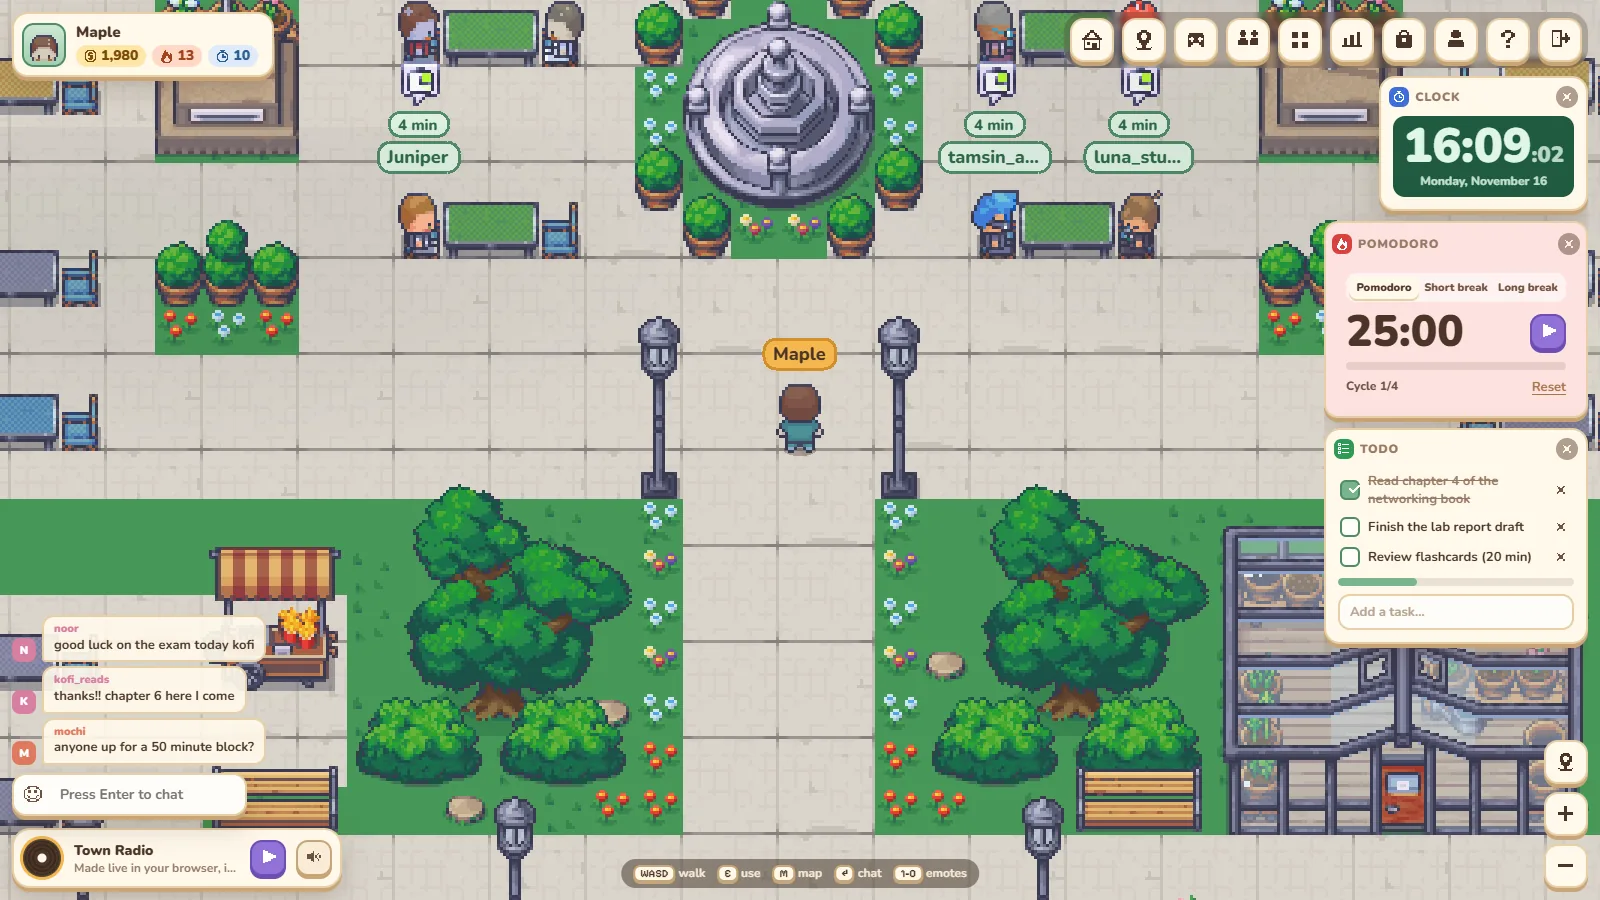 Maple
1,980
13
10
4 min
Juniper
4 min
tamsin_a...
4 min
luna_stu...
CLOCK
16:09:02
Monday, November 16
POMODORO
Pomodoro
Short break
Long break
25:00
Cycle 1/4
Reset
Maple
TODO
Read chapter 4 of the
networking book
Finish the lab report draft
Review flashcards (20 min)
Add a task...
noor
N
good luck on the exam today kofi
kofi_reads
K
thanks!! chapter 6 here I come
mochi
M
anyone up for a 50 minute block?
Press Enter to chat
Town Radio
Made live in your browser, i...
WASD walk
E use
M map
chat
1-0 emotes